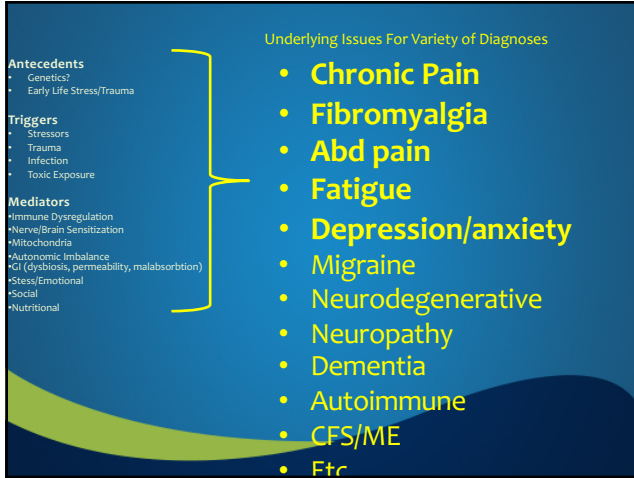 Underlying Issues For Variety of Diagnoses
Antecedents
• Genetics?
• Early Life Stress/Trauma
Triggers
• Stressors
• Trauma
• Infection
• Toxic Exposure
Mediators
•Immune Dysregulation
•Nerve/Brain Sensitization
•Mitochondria
•Autonomic Imbalance
•GI (dysbiosis, permeability, malabsorbtion)
•Stess/Emotional
•Social
•Nutritional
• Chronic Pain
• Fibromyalgia
• Abd pain
• Fatigue
• Depression/anxiety
• Migraine
• Neurodegenerative
• Neuropathy
• Dementia
• Autoimmune
• CFS/ME
• Etc